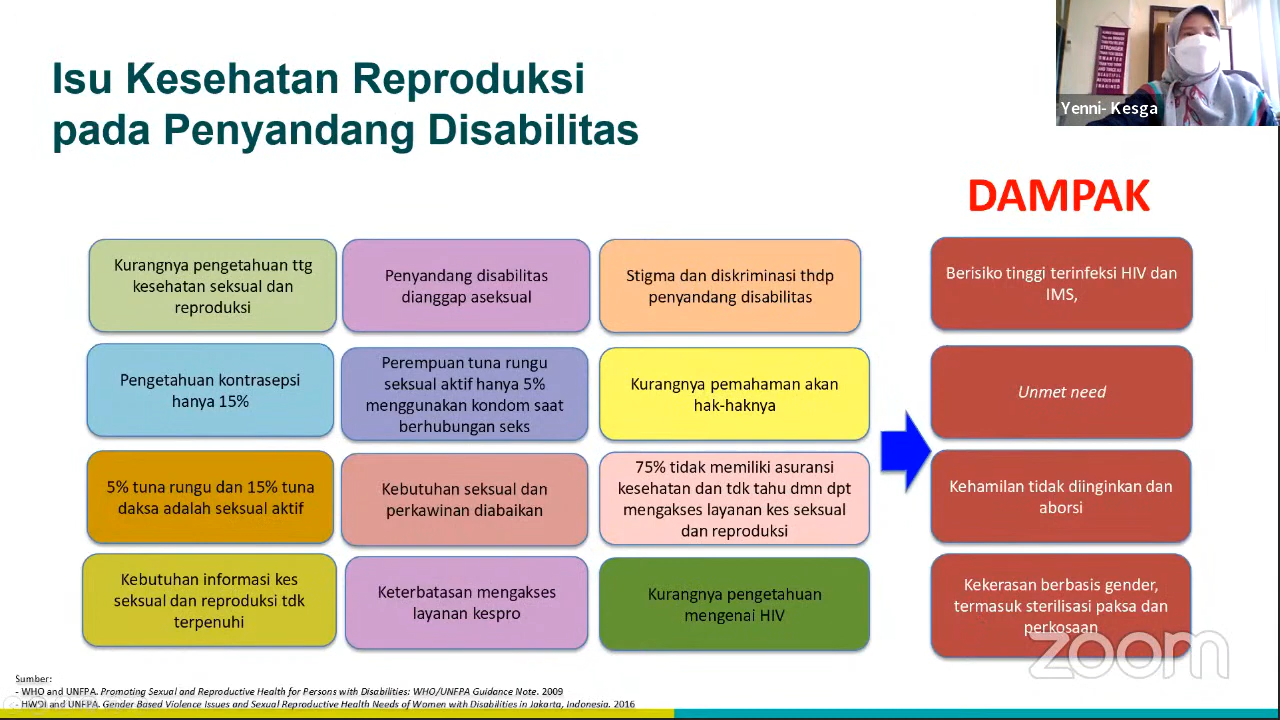 Isu Kesehatan Reproduksi
pada Penyandang Disabilitas
Yenni- Kesga
DAMPAK
Kurangnya pengetahuan ttg
kesehatan seksual dan
reproduksi
Penyandang disabilitas
dianggap aseksual
Stigma dan diskriminasi thdp
penyandang disabilitas
Berisiko tinggi terinfeksi HIV dan
IMS,
Pengetahuan kontrasepsi
hanya 15%
Perempuan tuna rungu
seksual aktif hanya 5%
menggunakan kondom saat
berhubungan seks
Kurangnya pemahaman akan
hak-haknya
Unmet need
5% tuna rungu dan 15% tuna
daksa adalah seksual aktif
Kebutuhan seksual dan
perkawinan diabaikan
75% tidak memiliki asuransi
kesehatan dan tdk tahu dmn dpt
mengakses layanan kes seksual
dan reproduksi
Kehamilan tidak diinginkan dan
aborsi
Kebutuhan informasi kes
seksual dan reproduksi tdk
terpenuhi
Keterbatasan mengakses
layanan kespro
Kurangnya pengetahuan
mengenai HIV
Kekerasan berbasis gender,
termasuk sterilisasi paksa dan
perkosaan
zoom
Sumber:
- WHO and UNFPA. Promoting Sexual and Reproductive Health for Persons with Disabilities: WHO/UNFPA Guidance Note. 2009
- HWDI and UNFPA. Gender Based Violence Issues and Sexual Reproductive Health Needs of Women with Disabilities in Jakarta, Indonesia. 2016